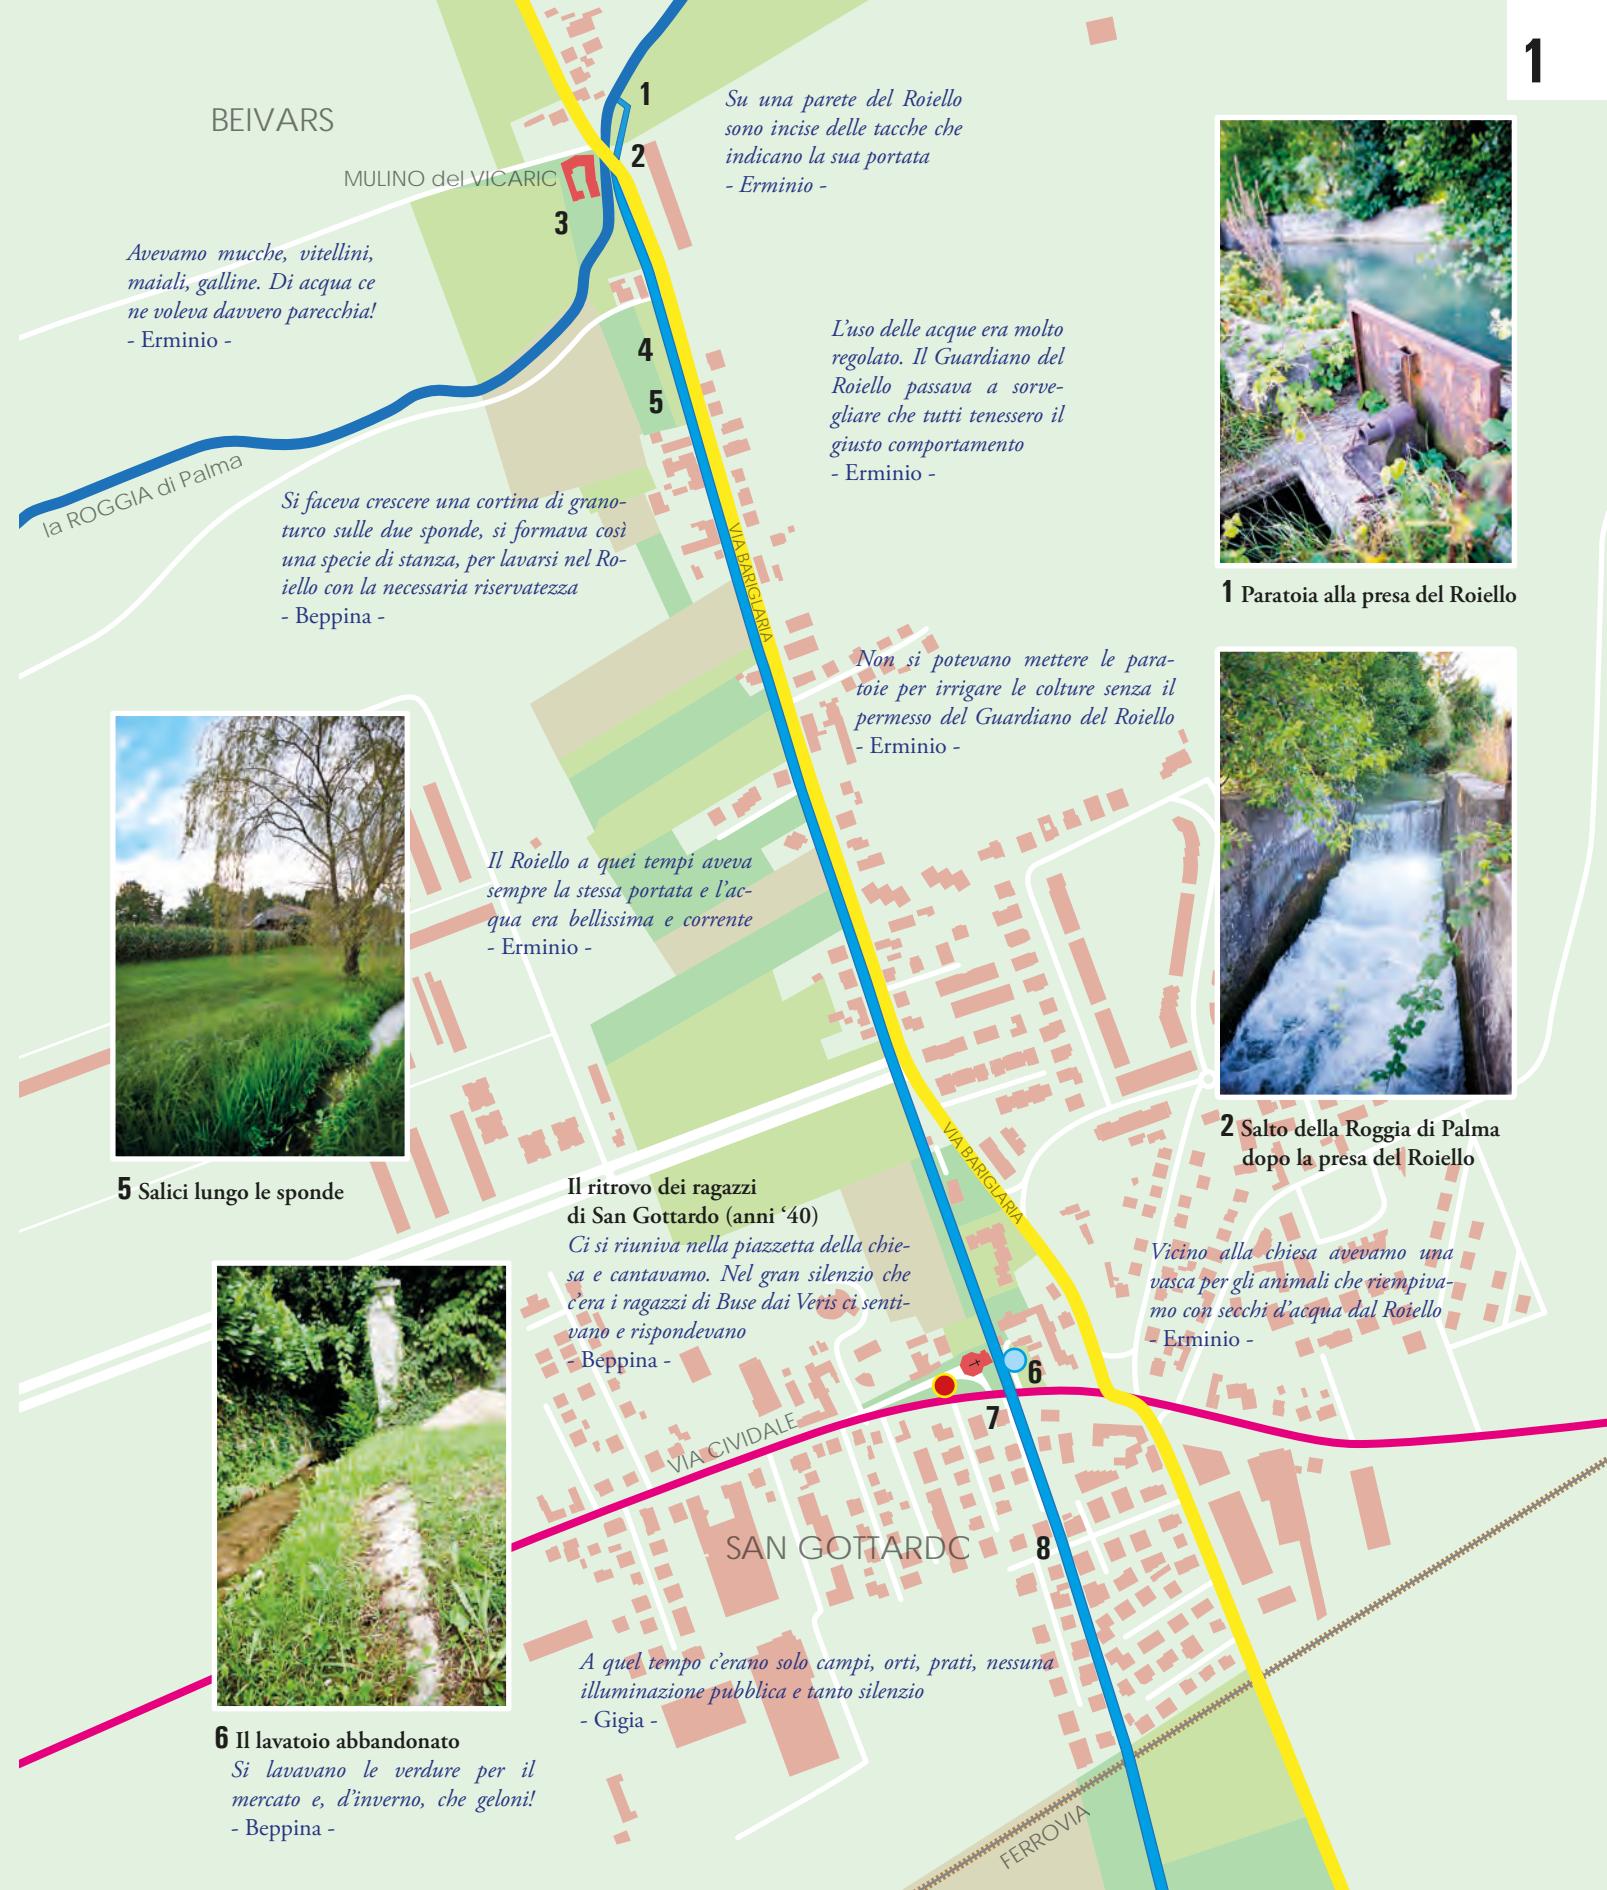 1
BEIVARS
1
2
MULINO del VICARIC
3
Su una parete del Roiello
sono incise delle tacche che
indicano la sua portata
- Erminio -
Avevamo mucche, vitellini,
maiali, galline. Di acqua ce
ne voleva davvero parecchia!
- Erminio -
4
5
L'uso delle acque era molto
regolato. Il Guardiano del
Roiello passava a sorve-
gliare che tutti tenessero il
giusto comportamento
- Erminio -
la ROGGIA di Palma
Si faceva crescere una cortina di grano-
turco sulle due sponde, si formava così
una specie di stanza, per lavarsi nel Ro-
iello con la necessaria riservatezza
- Beppina -
VIA BARIGLARIA
1 Paratoia alla presa del Roiello
Non si potevano mettere le para-
toie per irrigare le colture senza il
permesso del Guardiano del Roiello
- Erminio -
Il Roiello a quei tempi aveva
sempre la stessa portata e l'ac-
qua era bellissima e corrente
- Erminio -
2 Salto della Roggia di Palma
dopo la presa del Roiello
VIA BARIGLARIA
5 Salici lungo le sponde
Il ritrovo dei ragazzi
di San Gottardo (anni ‘40)
Ci si riuniva nella piazzetta della chie-
sa e cantavamo. Nel gran silenzio che
c'era i ragazzi di Buse dai Veris ci senti-
vano e rispondevano
- Beppina -
Vicino alla chiesa avevamo una
vasca per gli animali che riempiva-
mo con secchi d'acqua dal Roiello
- Erminio -
6
7
VIA CIVIDALE
SAN GOTTARDC
8
A quel tempo c'erano solo campi, orti, prati, nessuna
illuminazione pubblica e tanto silenzio
- Gigia -
6 Il lavatoio abbandonato
Si lavavano le verdure per il
mercato e, d'inverno, che geloni!
- Beppina -
FERROVIA